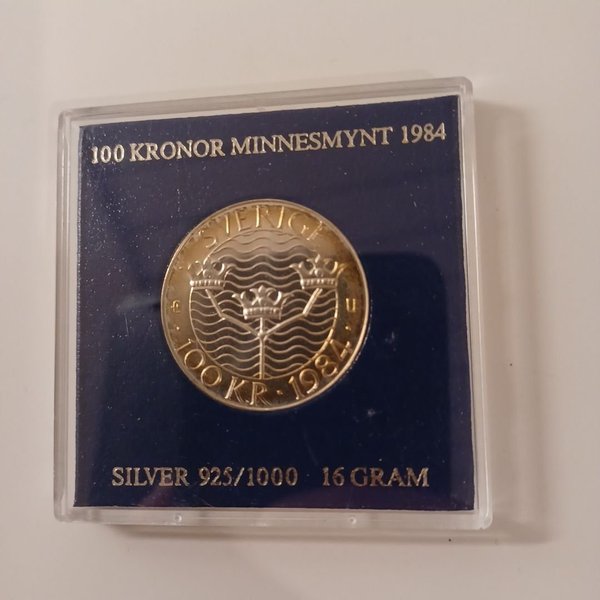 100 KRONOR MINNESMYNT 1984
SVERIGE
U
· 100 KR · 1984 ·
SILVER 925/1000 16 GRAM